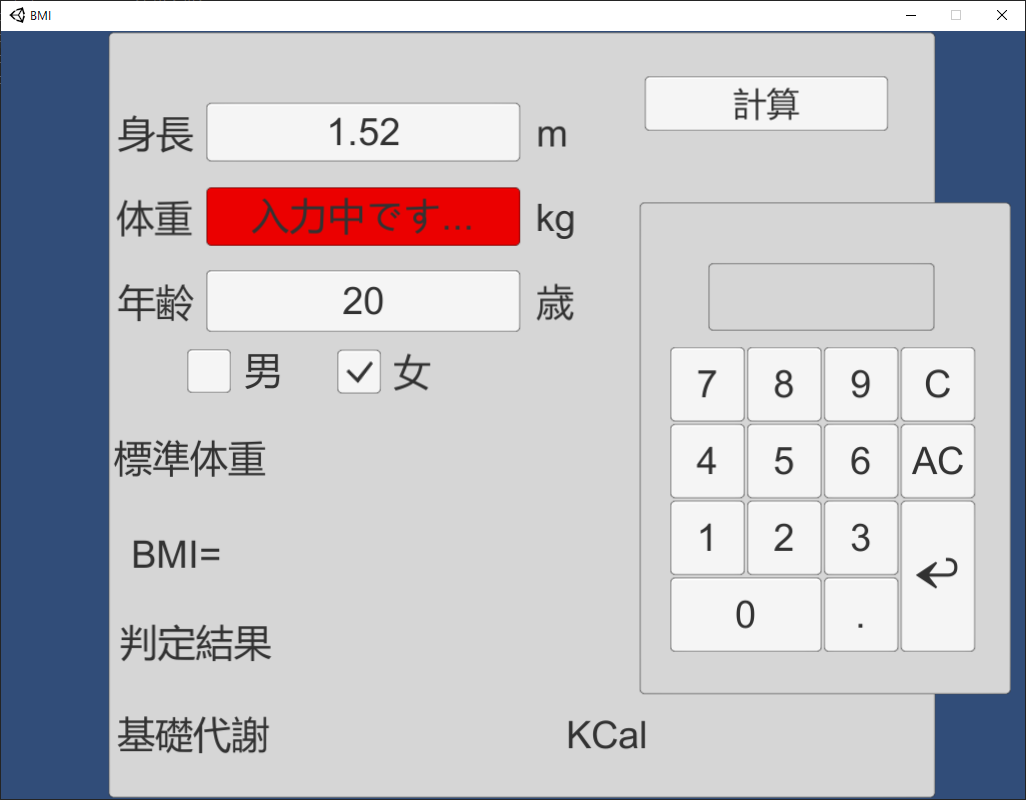 BMI
身長 1.52 m
計算
体重 入力中です... kg
年齢 20 歳
男 女
標準体重
BMI=
判定結果
基礎代謝 KCal
7 8 9 C
4 5 6 AC
1 2 3
0 .